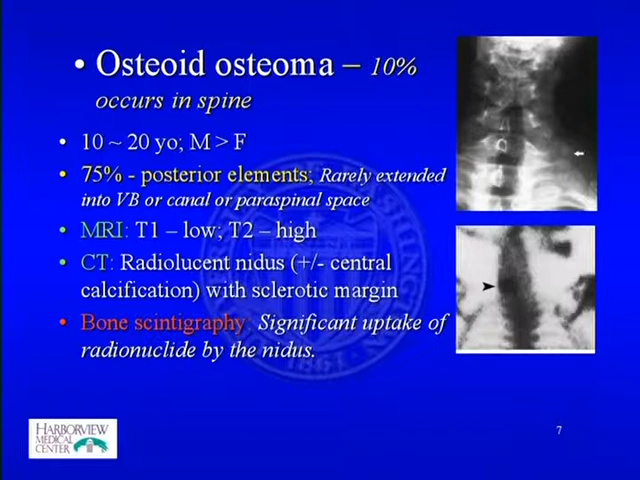 • Osteoid osteoma – 10%
occurs in spine
• 10 ~ 20 yo; M > F
• 75% - posterior elements; Rarely extended
into VB or canal or paraspinal space
• MRI: T1 – low; T2 – high
• CT: Radiolucent nidus (+/- central
calcification) with sclerotic margin
• Bone scintigraphy: Significant uptake of
radionuclide by the nidus.
1861
HARBORVIEW
MEDICAL
CENTER
7